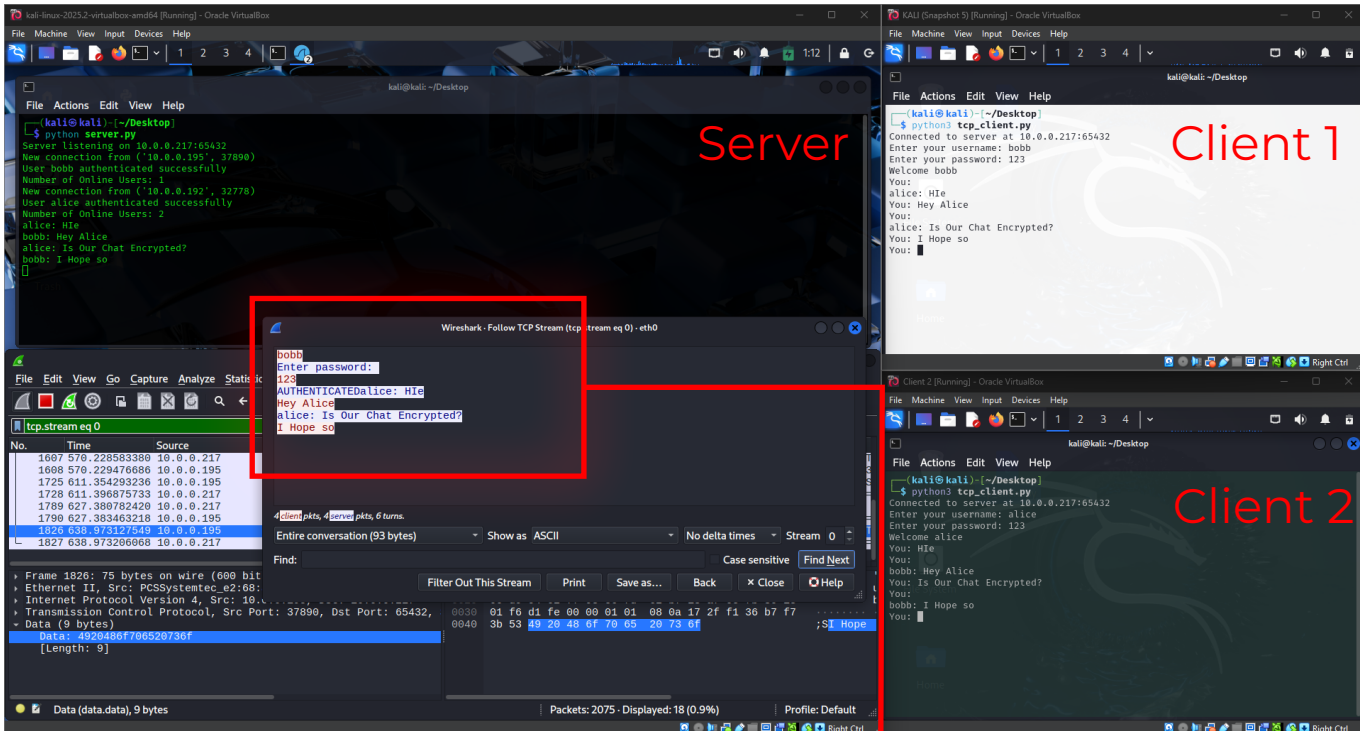 kali-linux-2025.2-virtualbox-amd64 [Running] - Oracle VirtualBox
File Machine View Input Devices Help
1 2 3 4
1:12
kali@kali: ~/Desktop
File Actions Edit View Help
(kali㉿kali)-[~/Desktop]
$ python server.py
Server listening on 10.0.0.217:65432
New connection from ('10.0.0.195', 37890)
User bobb authenticated successfully
Number of Online Users: 1
New connection from ('10.0.0.192', 32778)
User alice authenticated successfully
Number of Online Users: 2
alice: HIe
bobb: Hey Alice
alice: Is Our Chat Encrypted?
bobb: I Hope so
Server
Wireshark · Follow TCP Stream (tcp.stream eq 0) · eth0
bobb
Enter password:
123
AUTHENTICATEDalice: HIe
Hey Alice
alice: Is Our Chat Encrypted?
I Hope so
4 client pkts, 4 server pkts, 6 turns.
Entire conversation (93 bytes)
Show as ASCII
No delta times
Stream 0
Find:
Case sensitive
Find Next
Filter Out This Stream
Print
Save as...
Back
× Close
Help
File Edit View Go Capture Analyze Statistic
tcp.stream eq 0
No. Time Source
1607 570.228583380 10.0.0.217
1608 570.229476686 10.0.0.195
1725 611.354293236 10.0.0.195
1728 611.396875733 10.0.0.217
1789 627.380782420 10.0.0.217
1790 627.383463218 10.0.0.195
1826 638.973127549 10.0.0.195
1827 638.973206068 10.0.0.217
Frame 1826: 75 bytes on wire (600 bit
Ethernet II, Src: PCSSystemtec_e2:68:
Internet Protocol Version 4, Src: 10.
Transmission Control Protocol, Src Port: 37890, Dst Port: 65432,
Data (9 bytes)
Data: 4920486f706520736f
[Length: 9]
0030 01 f6 d1 fe 00 00 01 01 08 0a 17 2f f1 36 b7 f7
0040 3b 53 49 20 48 6f 70 65 20 73 6f ;SI Hope
Data (data.data), 9 bytes
Packets: 2075 · Displayed: 18 (0.9%)
Profile: Default
Right Ctrl
KALI (Snapshot 5) [Running] - Oracle VirtualBox
File Machine View Input Devices Help
1 2 3 4
kali@kali: ~/Desktop
File Actions Edit View Help
(kali㉿kali)-[~/Desktop]
$ python3 tcp_client.py
Connected to server at 10.0.0.217:65432
Enter your username: bobb
Enter your password: 123
Welcome bobb
You:
alice: HIe
You: Hey Alice
You:
alice: Is Our Chat Encrypted?
You: I Hope so
You:
Client 1
Right Ctrl
Client 2 [Running] - Oracle VirtualBox
File Machine View Input Devices Help
1 2 3 4
kali@kali: ~/Desktop
File Actions Edit View Help
(kali㉿kali)-[~/Desktop]
$ python3 tcp_client.py
Connected to server at 10.0.0.217:65432
Enter your username: alice
Enter your password: 123
Welcome alice
You: HIe
You:
bobb: Hey Alice
You: Is Our Chat Encrypted?
You:
bobb: I Hope so
You:
Client 2
Home
Right Ctrl